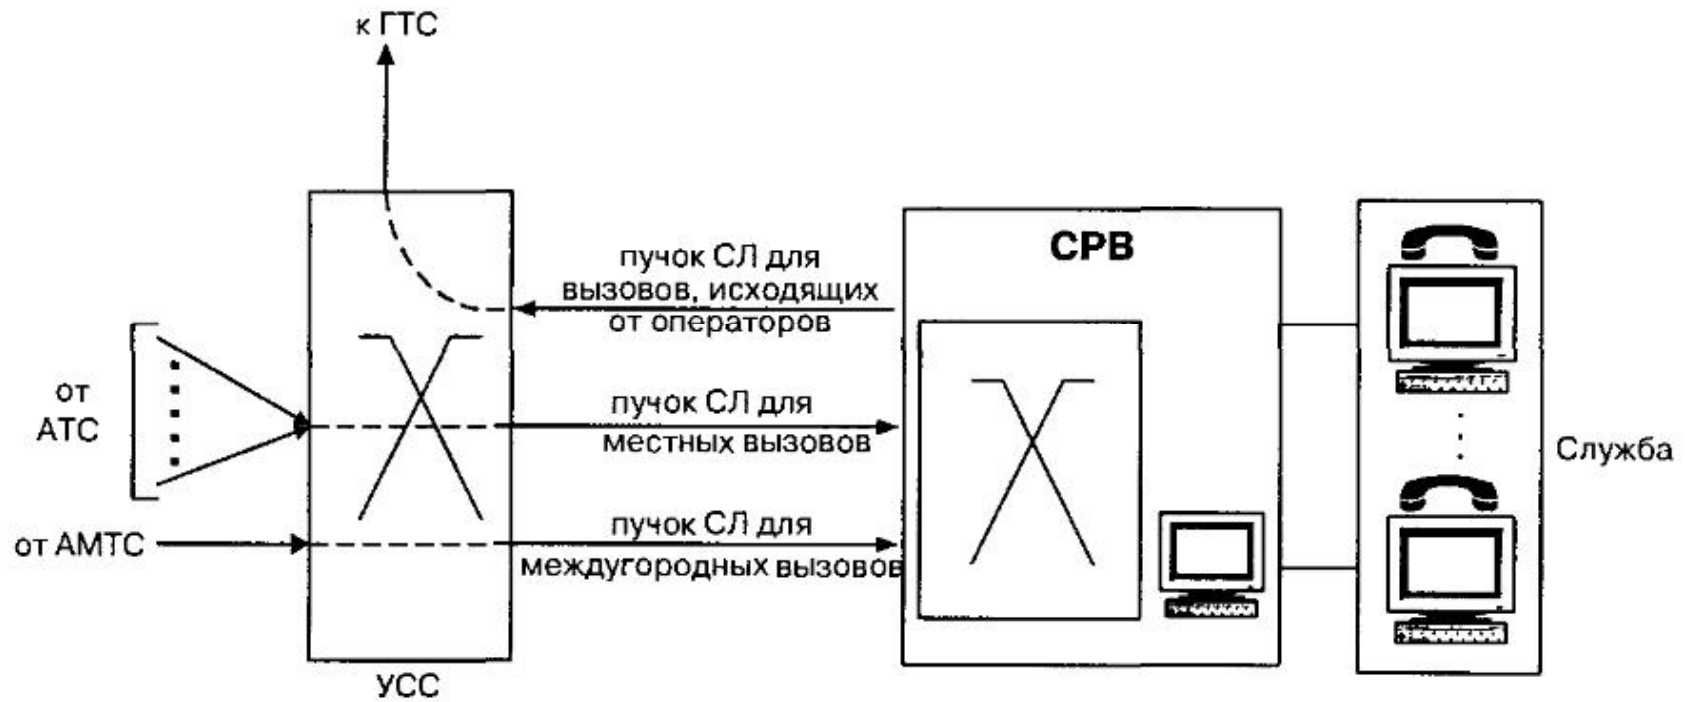 к ГТС
СРВ
пучок СЛ для
вызовов, исходящих
от операторов
от
АТС
пучок СЛ для
местных вызовов
Служба
от АМТС
пучок СЛ для
междугородных вызовов
УСС